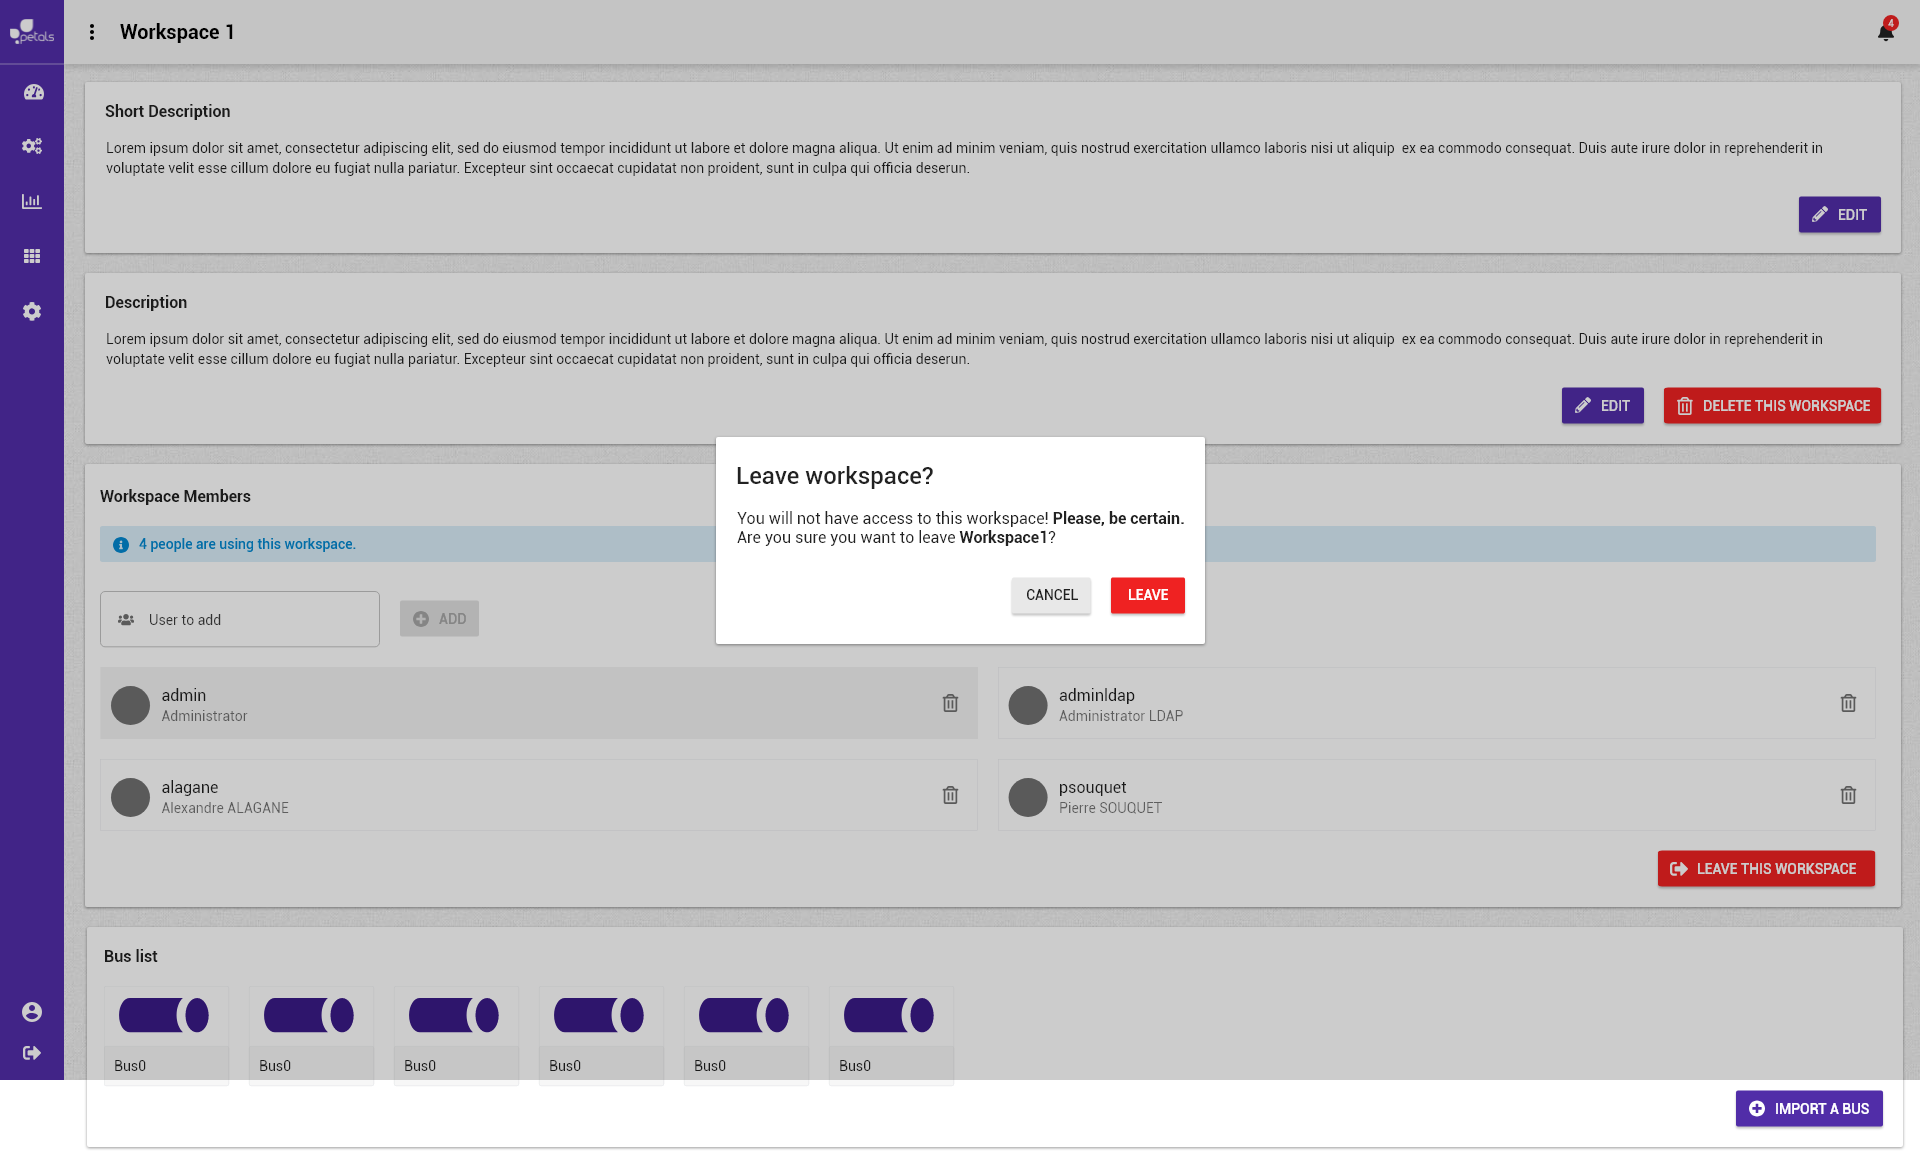 petals
Workspace 1
4
Short Description
Lorem ipsum dolor sit amet, consectetur adipiscing elit, sed do eiusmod tempor incididunt ut labore et dolore magna aliqua. Ut enim ad minim veniam, quis nostrud exercitation ullamco laboris nisi ut aliquip  ex ea commodo consequat. Duis aute irure dolor in reprehenderit in
voluptate velit esse cillum dolore eu fugiat nulla pariatur. Excepteur sint occaecat cupidatat non proident, sunt in culpa qui officia deserun.
EDIT
Description
Lorem ipsum dolor sit amet, consectetur adipiscing elit, sed do eiusmod tempor incididunt ut labore et dolore magna aliqua. Ut enim ad minim veniam, quis nostrud exercitation ullamco laboris nisi ut aliquip  ex ea commodo consequat. Duis aute irure dolor in reprehenderit in
voluptate velit esse cillum dolore eu fugiat nulla pariatur. Excepteur sint occaecat cupidatat non proident, sunt in culpa qui officia deserun.
EDIT
DELETE THIS WORKSPACE
Leave workspace?
You will not have access to this workspace! Please, be certain.
Are you sure you want to leave Workspace1?
CANCEL
LEAVE
Workspace Members
4 people are using this workspace.
User to add
ADD
admin
Administrator
adminldap
Administrator LDAP
alagane
Alexandre ALAGANE
psouquet
Pierre SOUQUET
LEAVE THIS WORKSPACE
Bus list
Bus0
Bus0
Bus0
Bus0
Bus0
Bus0
IMPORT A BUS